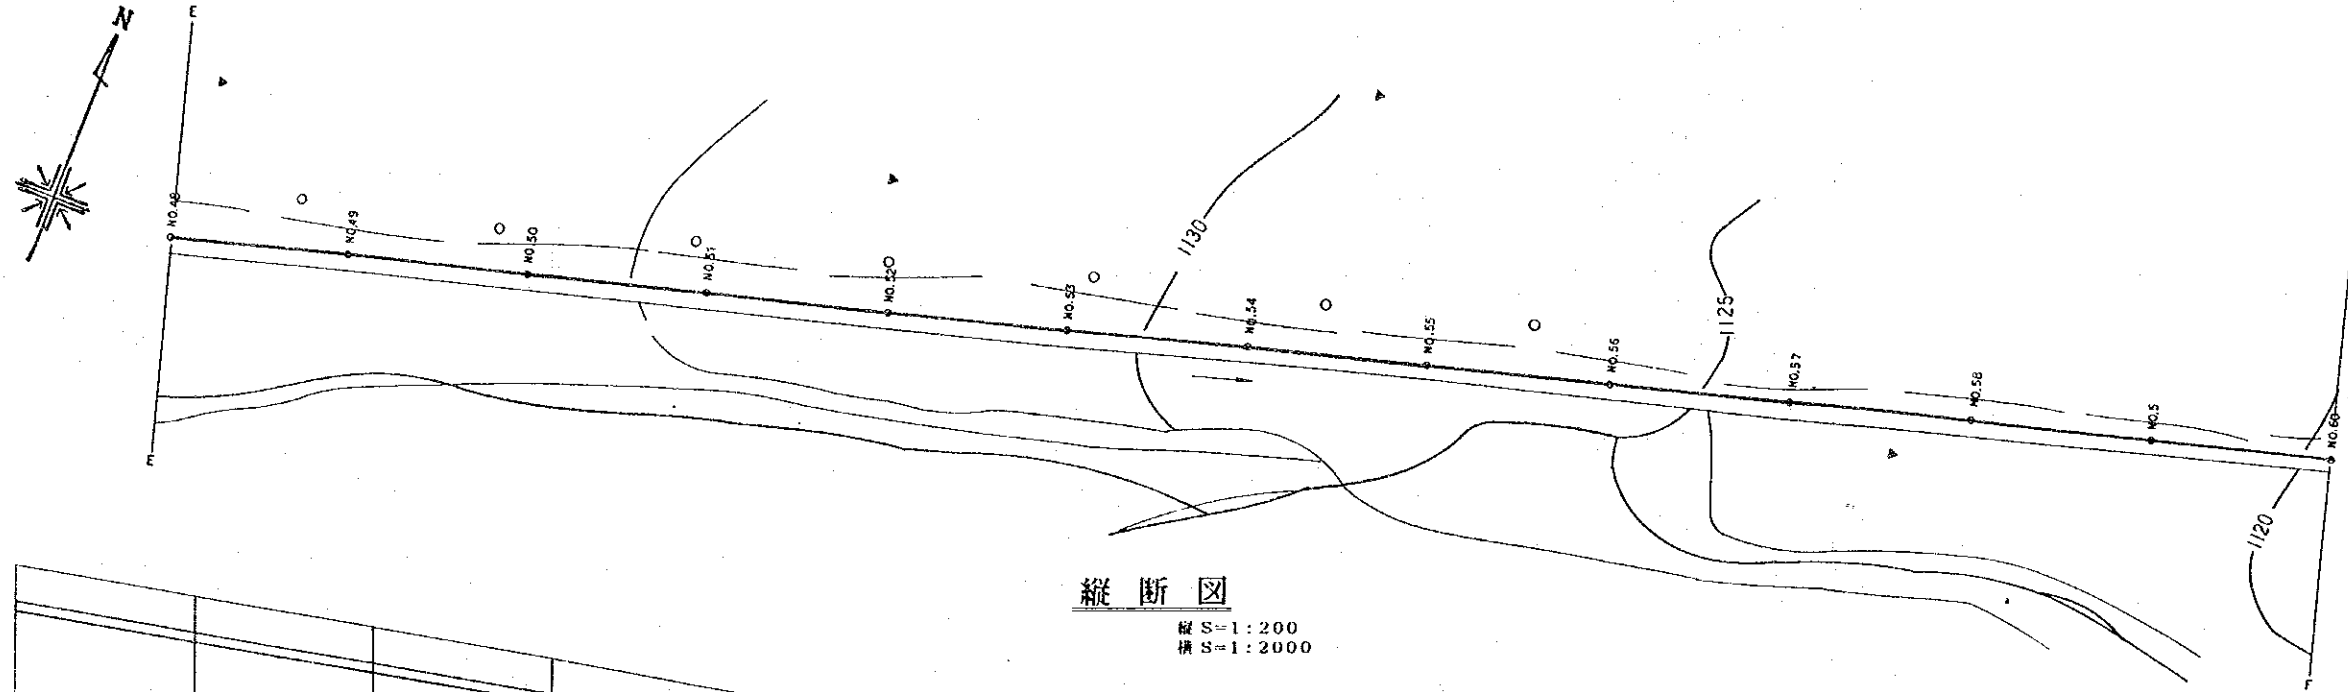 N
E
NO.48
NO.49
NO.50
NO.51
NO.52
NO.53
NO.54
NO.55
NO.56
NO.57
NO.58
NO.5
NO.60
1130
1125
1120
E
F
縦断図
縦 S=1:200
横 S=1:2000